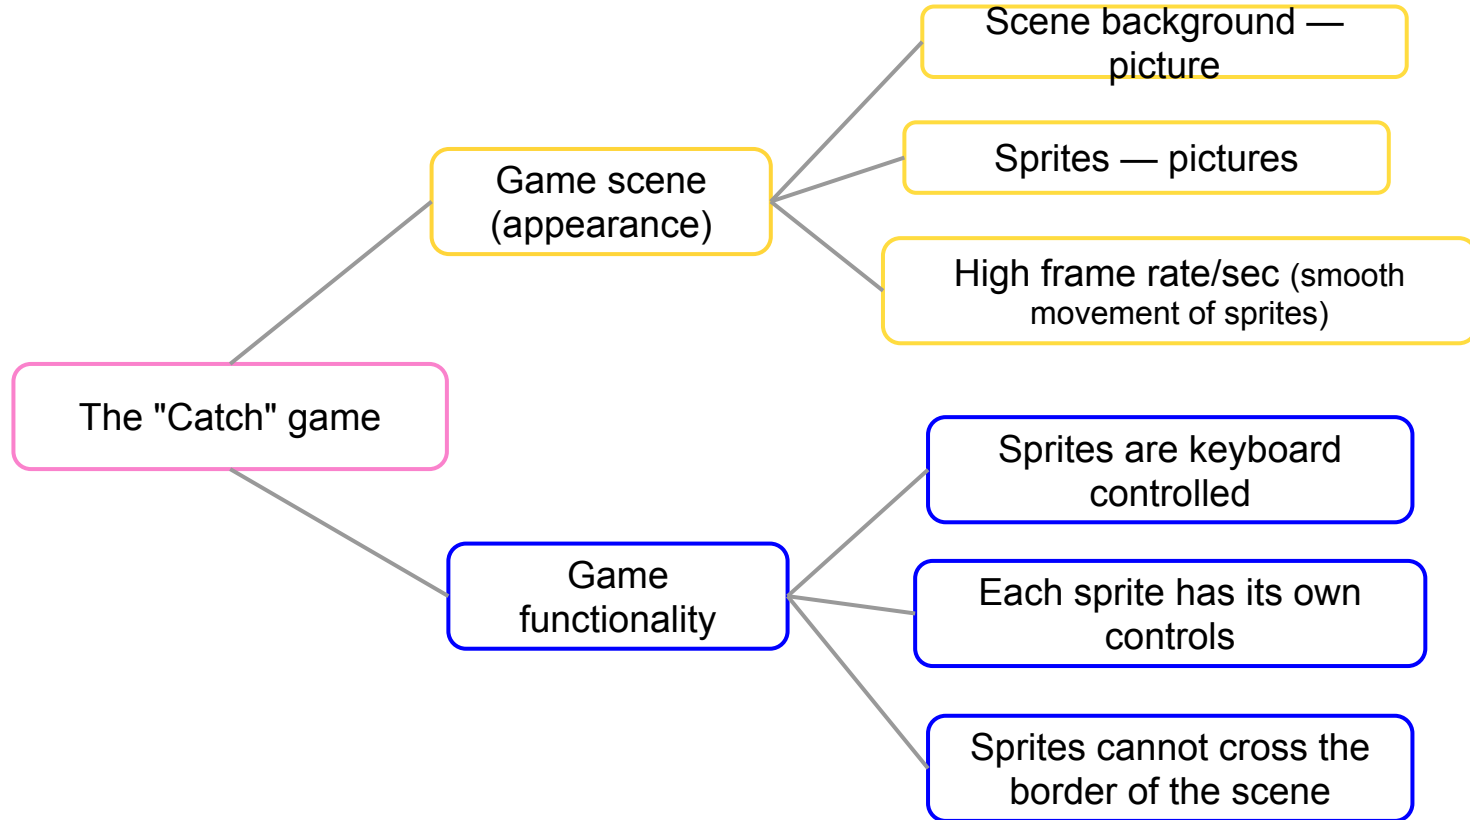 Scene background —
picture
Sprites — pictures
Game scene
(appearance)
High frame rate/sec (smooth
movement of sprites)
The "Catch" game
Sprites are keyboard
controlled
Game
functionality
Each sprite has its own
controls
Sprites cannot cross the
border of the scene